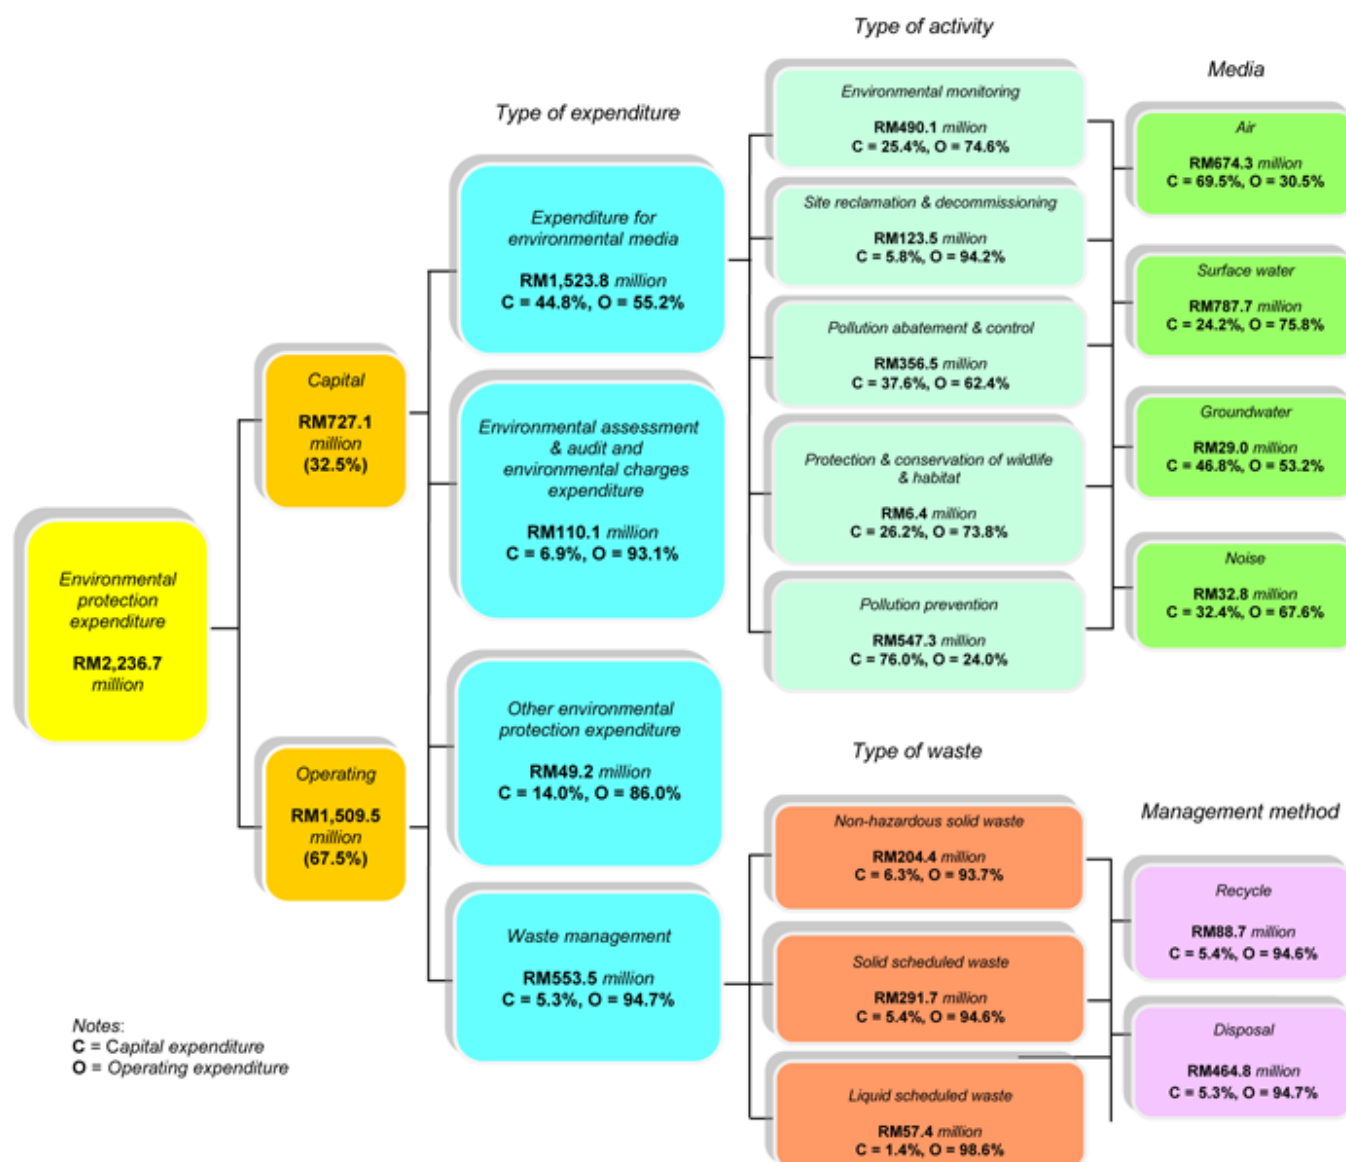 Type of activity
Media
Type of expenditure
Type of waste
Management method
Environmental
protection
expenditure
RM2,236.7
million
Capital
RM727.1
million
(32.5%)
Operating
RM1,509.5
million
(67.5%)
Expenditure for
environmental media
RM1,523.8 million
C = 44.8%, O = 55.2%
Environmental assessment
& audit and
environmental charges
expenditure
RM110.1 million
C = 6.9%, O = 93.1%
Other environmental
protection expenditure
RM49.2 million
C = 14.0%, O = 86.0%
Waste management
RM553.5 million
C = 5.3%, O = 94.7%
Environmental monitoring
RM490.1 million
C = 25.4%, O = 74.6%
Site reclamation & decommissioning
RM123.5 million
C = 5.8%, O = 94.2%
Pollution abatement & control
RM356.5 million
C = 37.6%, O = 62.4%
Protection & conservation of wildlife
& habitat
RM6.4 million
C = 26.2%, O = 73.8%
Pollution prevention
RM547.3 million
C = 76.0%, O = 24.0%
Air
RM674.3 million
C = 69.5%, O = 30.5%
Surface water
RM787.7 million
C = 24.2%, O = 75.8%
Groundwater
RM29.0 million
C = 46.8%, O = 53.2%
Noise
RM32.8 million
C = 32.4%, O = 67.6%
Non-hazardous solid waste
RM204.4 million
C = 6.3%, O = 93.7%
Solid scheduled waste
RM291.7 million
C = 5.4%, O = 94.6%
Liquid scheduled waste
RM57.4 million
C = 1.4%, O = 98.6%
Recycle
RM88.7 million
C = 5.4%, O = 94.6%
Disposal
RM464.8 million
C = 5.3%, O = 94.7%
Notes:
C = Capital expenditure
O = Operating expenditure